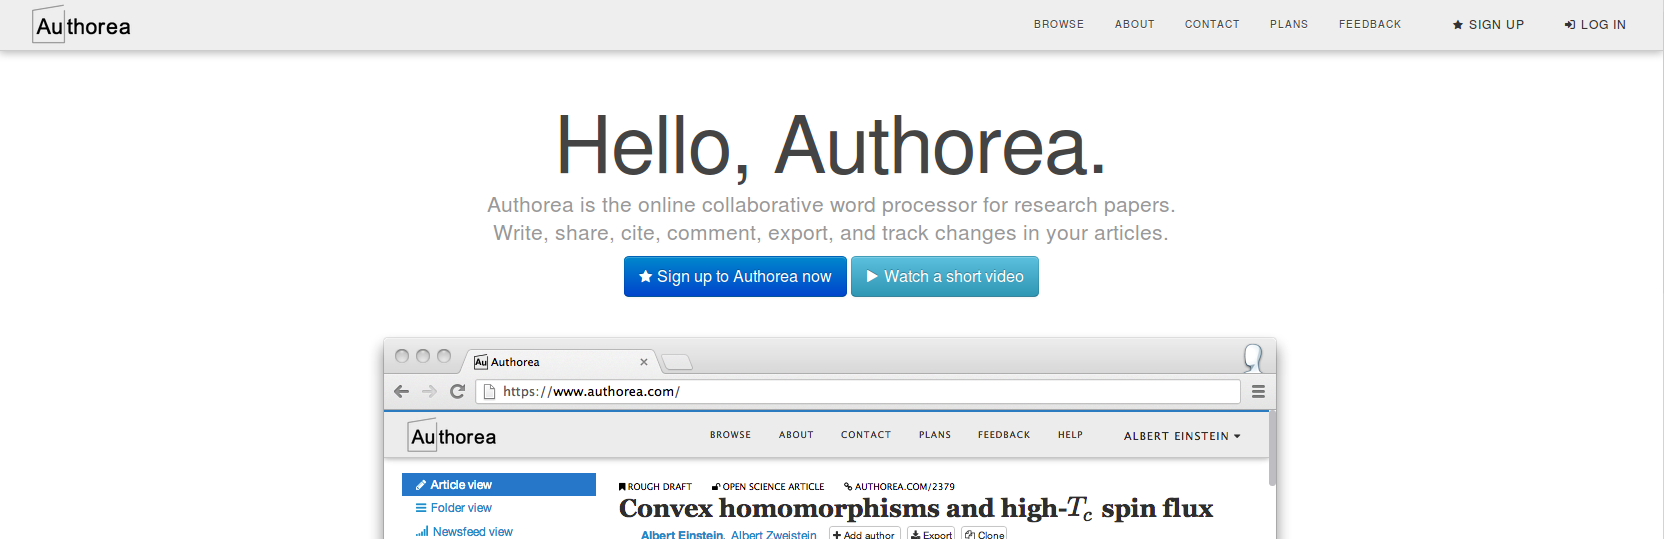 Authorea BROWSE ABOUT CONTACT PLANS FEEDBACK SIGN UP LOG IN
Hello, Authorea.
Authorea is the online collaborative word processor for research papers.
Write, share, cite, comment, export, and track changes in your articles.
Sign up to Authorea now Watch a short video
Au Authorea
https://www.authorea.com/
Authorea BROWSE ABOUT CONTACT PLANS FEEDBACK HELP ALBERT EINSTEIN
Article view
Folder view
Newsfeed view
ROUGH DRAFT OPEN SCIENCE ARTICLE AUTHOREA.COM/2379
Convex homomorphisms and high-T_c spin flux
Albert Einstein, Albert Zweistein Add author Export Clone